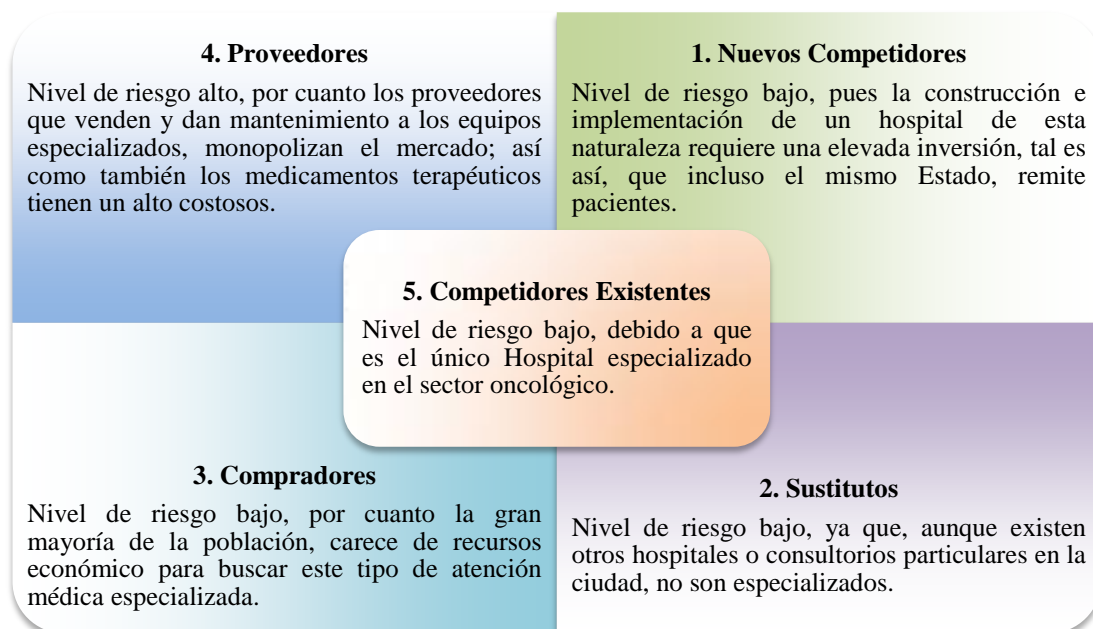 4. Proveedores
Nivel de riesgo alto, por cuanto los proveedores
que venden y dan mantenimiento a los equipos
especializados, monopolizan el mercado; así
como también los medicamentos terapéuticos
tienen un alto costosos.
1. Nuevos Competidores
Nivel de riesgo bajo, pues la construcción e
implementación de un hospital de esta
naturaleza requiere una elevada inversión, tal es
así, que incluso el mismo Estado, remite
pacientes.
5. Competidores Existentes
Nivel de riesgo bajo, debido a que
es el único Hospital especializado
en el sector oncológico.
3. Compradores
Nivel de riesgo bajo, por cuanto la gran
mayoría de la población, carece de recursos
económico para buscar este tipo de atención
médica especializada.
2. Sustitutos
Nivel de riesgo bajo, ya que, aunque existen
otros hospitales o consultorios particulares en la
ciudad, no son especializados.